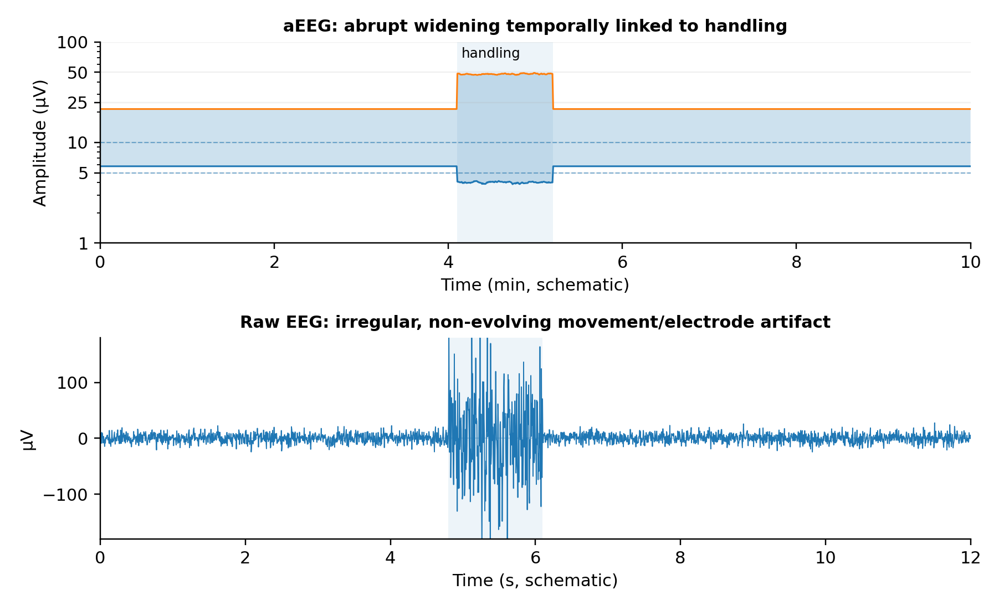 aEEG: abrupt widening temporally linked to handling
100
50
25
10
5
1
Amplitude (µV)
handling
0 2 4 6 8 10
Time (min, schematic)
Raw EEG: irregular, non-evolving movement/electrode artifact
100
0
−100
µV
0 2 4 6 8 10 12
Time (s, schematic)